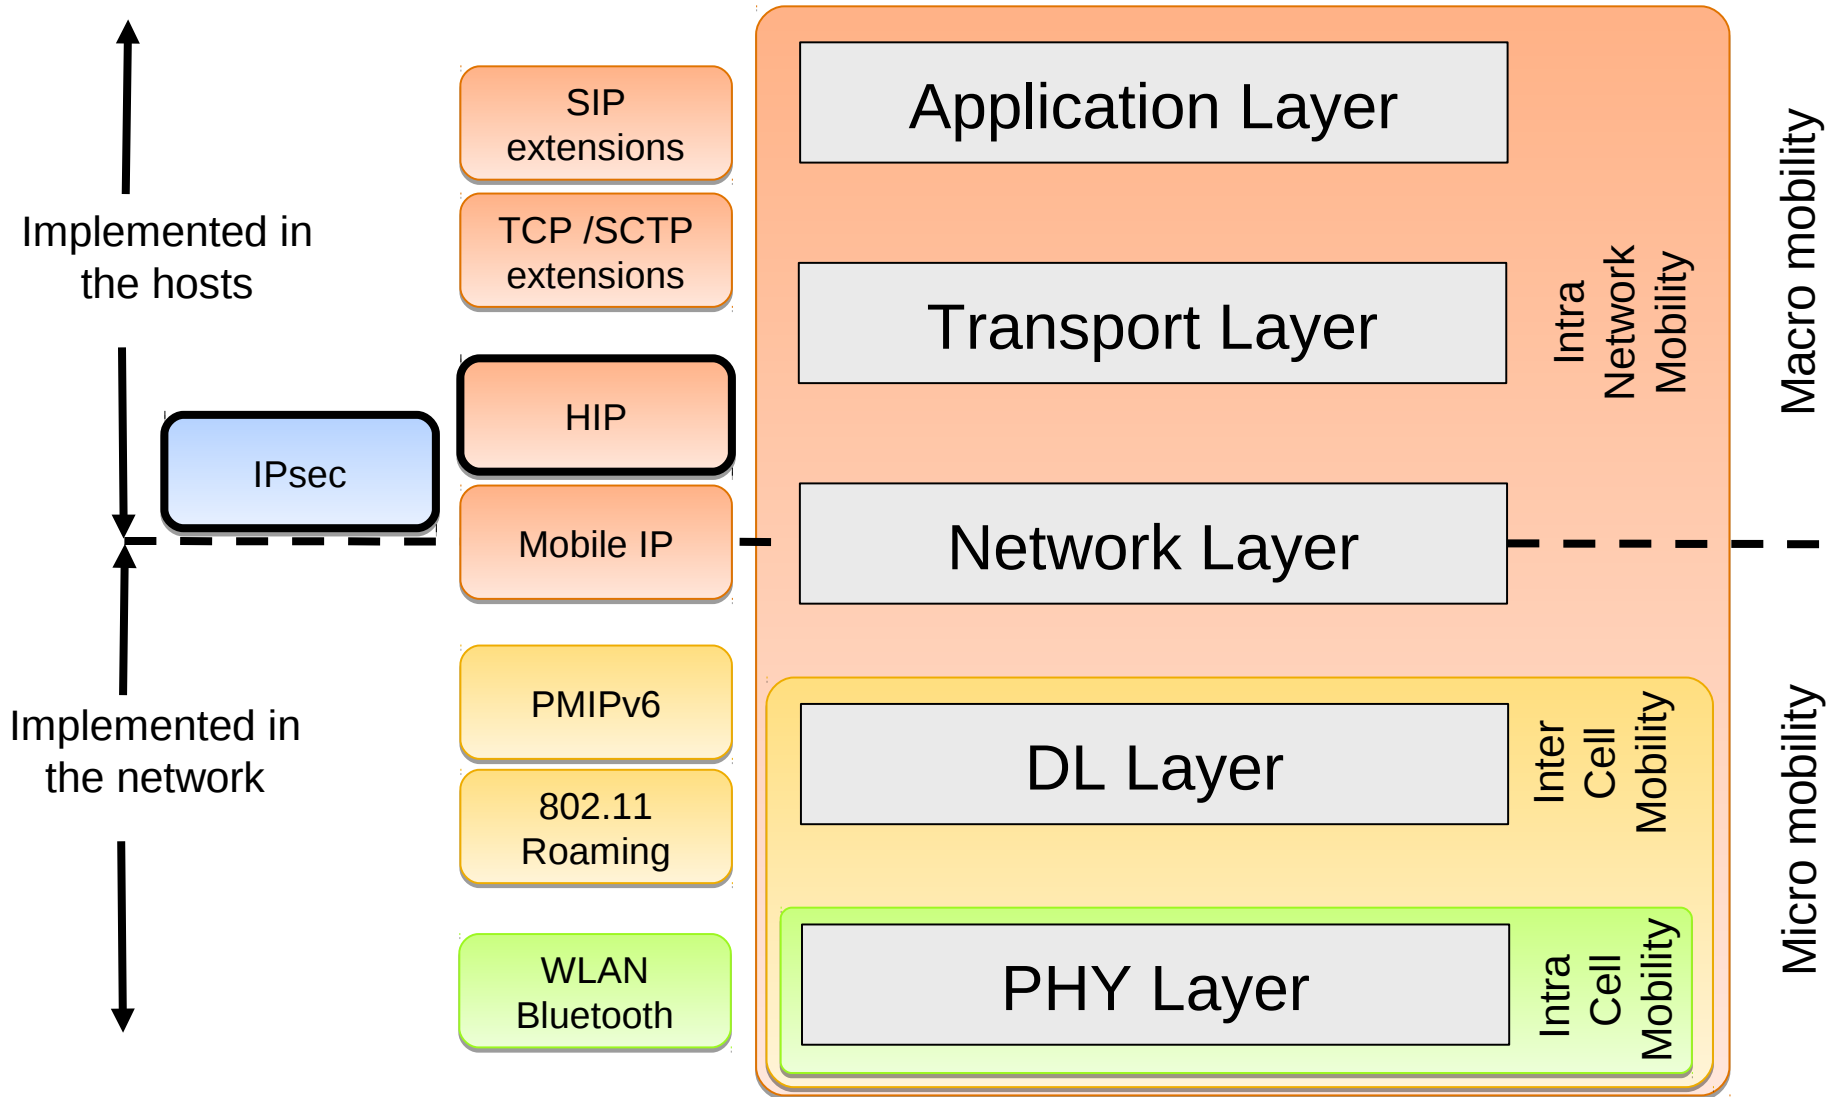 Implemented in
the hosts
Implemented in
the network
IPsec
SIP
extensions
TCP /SCTP
extensions
HIP
Mobile IP
PMIPv6
802.11
Roaming
WLAN
Bluetooth
Application Layer
Transport Layer
Network Layer
DL Layer
PHY Layer
Intra
Network
Mobility
Inter
Cell
Mobility
Intra
Cell
Mobility
Macro mobility
Micro mobility